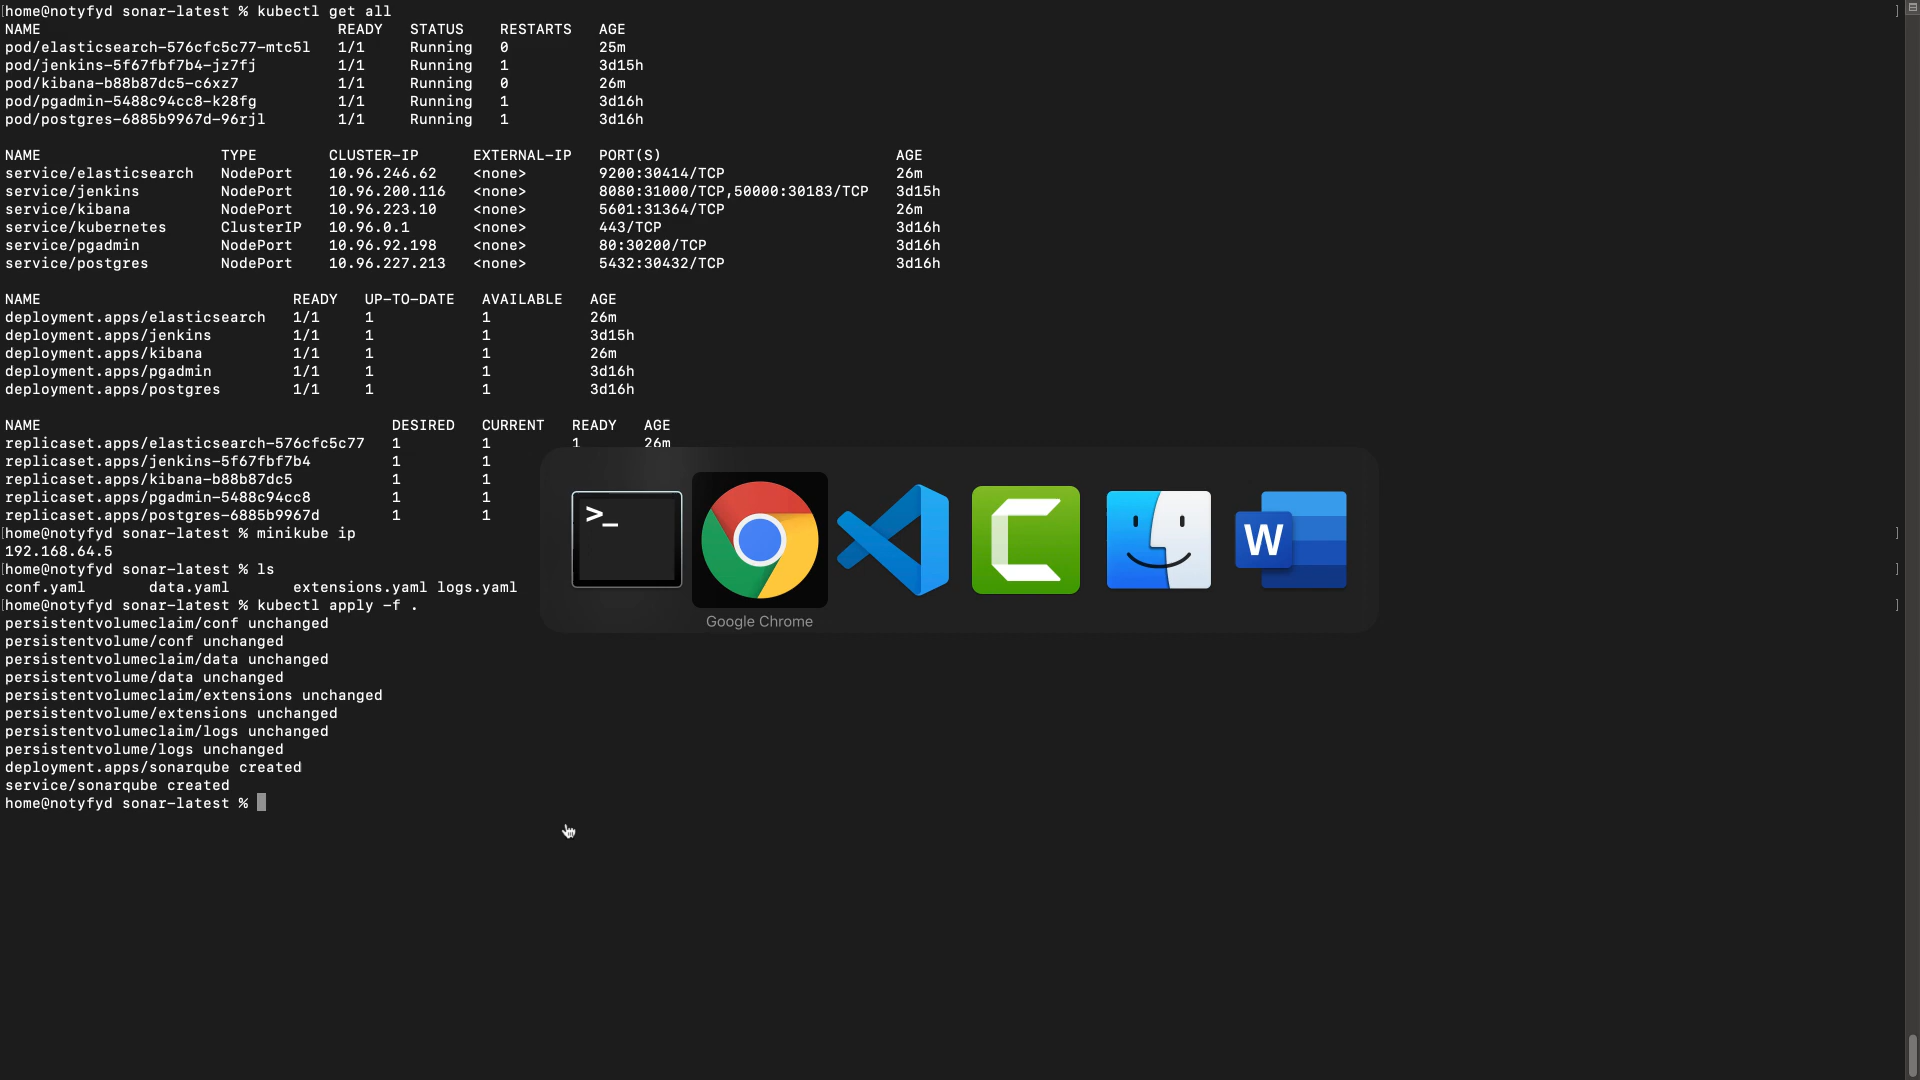 [home@notyfyd sonar-latest % kubectl get all ]
NAME READY STATUS RESTARTS AGE
pod/elasticsearch-576cfc5c77-mtc5l 1/1 Running 0 25m
pod/jenkins-5f67fbf7b4-jz7fj 1/1 Running 1 3d15h
pod/kibana-b88b87dc5-c6xz7 1/1 Running 0 26m
pod/pgadmin-5488c94cc8-k28fg 1/1 Running 1 3d16h
pod/postgres-6885b9967d-96rjl 1/1 Running 1 3d16h
NAME TYPE CLUSTER-IP EXTERNAL-IP PORT(S) AGE
service/elasticsearch NodePort 10.96.246.62 <none> 9200:30414/TCP 26m
service/jenkins NodePort 10.96.200.116 <none> 8080:31000/TCP,50000:30183/TCP 3d15h
service/kibana NodePort 10.96.223.10 <none> 5601:31364/TCP 26m
service/kubernetes ClusterIP 10.96.0.1 <none> 443/TCP 3d16h
service/pgadmin NodePort 10.96.92.198 <none> 80:30200/TCP 3d16h
service/postgres NodePort 10.96.227.213 <none> 5432:30432/TCP 3d16h
NAME READY UP-TO-DATE AVAILABLE AGE
deployment.apps/elasticsearch 1/1 1 1 26m
deployment.apps/jenkins 1/1 1 1 3d15h
deployment.apps/kibana 1/1 1 1 26m
deployment.apps/pgadmin 1/1 1 1 3d16h
deployment.apps/postgres 1/1 1 1 3d16h
NAME DESIRED CURRENT READY AGE
replicaset.apps/elasticsearch-576cfc5c77 1 1 1 26m
replicaset.apps/jenkins-5f67fbf7b4 1 1
replicaset.apps/kibana-b88b87dc5 1 1
replicaset.apps/pgadmin-5488c94cc8 1 1
replicaset.apps/postgres-6885b9967d 1 1
[home@notyfyd sonar-latest % minikube ip ]
192.168.64.5
[home@notyfyd sonar-latest % ls ]
conf.yaml data.yaml extensions.yaml logs.yaml
[home@notyfyd sonar-latest % kubectl apply -f . ]
persistentvolumeclaim/conf unchanged
persistentvolume/conf unchanged
persistentvolumeclaim/data unchanged
persistentvolume/data unchanged
persistentvolumeclaim/extensions unchanged
persistentvolume/extensions unchanged
persistentvolumeclaim/logs unchanged
persistentvolume/logs unchanged
deployment.apps/sonarqube created
service/sonarqube created
home@notyfyd sonar-latest %
>_
W
Google Chrome